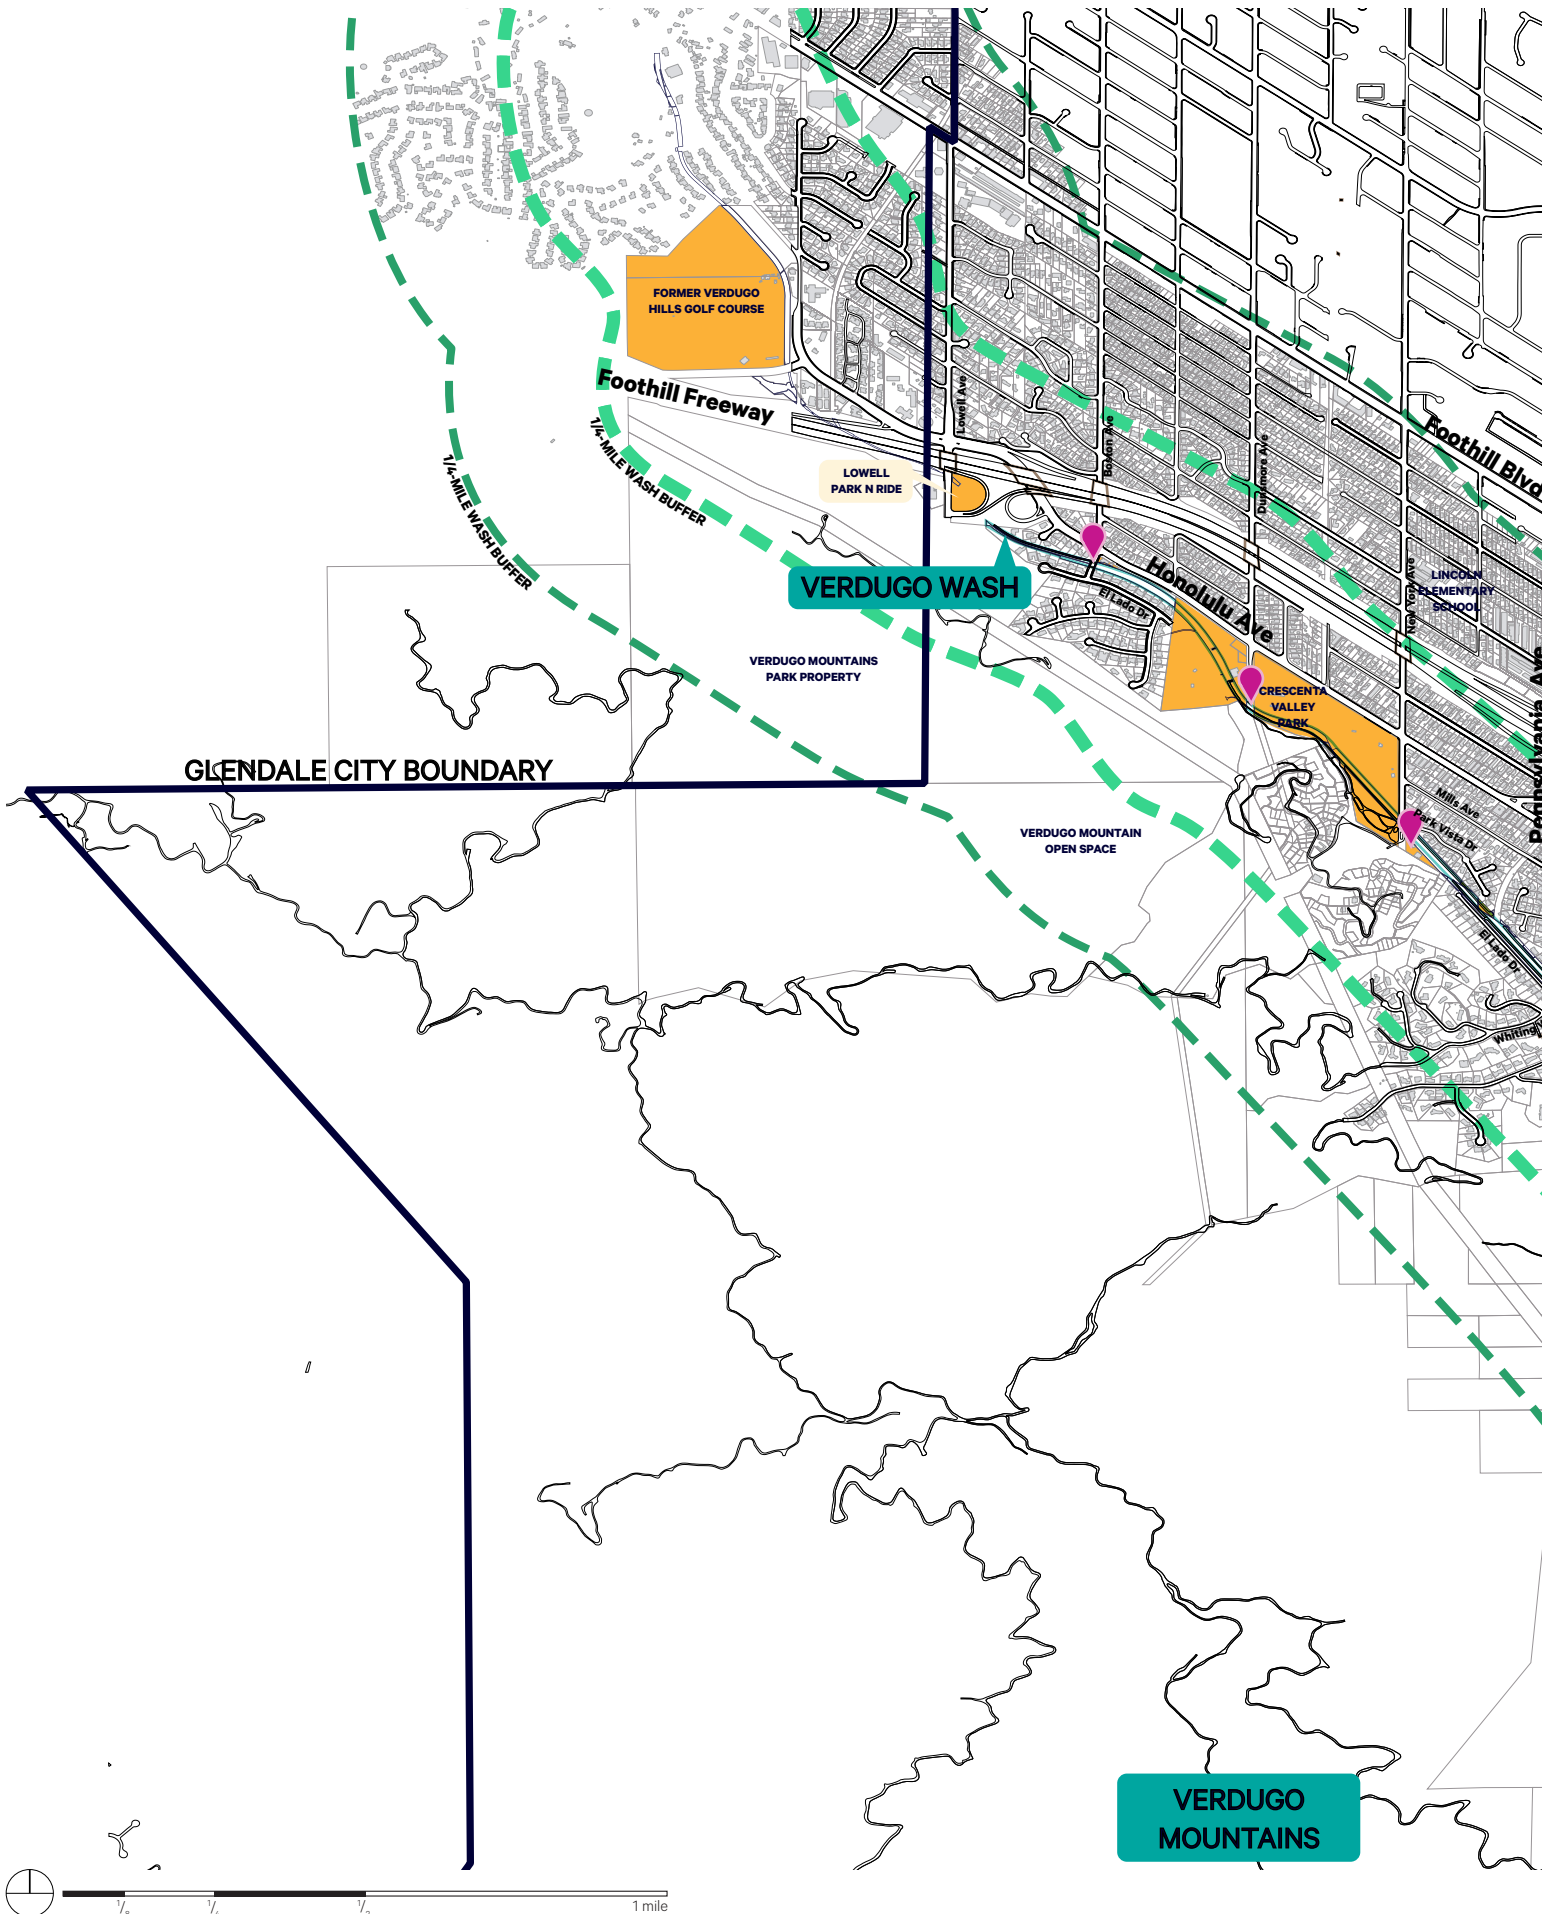 FORMER VERDUGO
HILLS GOLF COURSE
Foothill Freeway
1/4-MILE WASH BUFFER
1/4-MILE WASH BUFFER
Lowell Ave
Boston Ave
Dunsmore Ave
New York Ave
Foothill Blvd
LOWELL
PARK N RIDE
VERDUGO WASH
Honolulu Ave
El Lado Dr
LINCOLN
ELEMENTARY
SCHOOL
VERDUGO MOUNTAINS
PARK PROPERTY
CRESCENTA
VALLEY
PARK
Pennsylvania Ave
GLENDALE CITY BOUNDARY
Mills Ave
Park Vista Dr
VERDUGO MOUNTAIN
OPEN SPACE
El Lado Dr
Whiting
VERDUGO
MOUNTAINS
1 mile